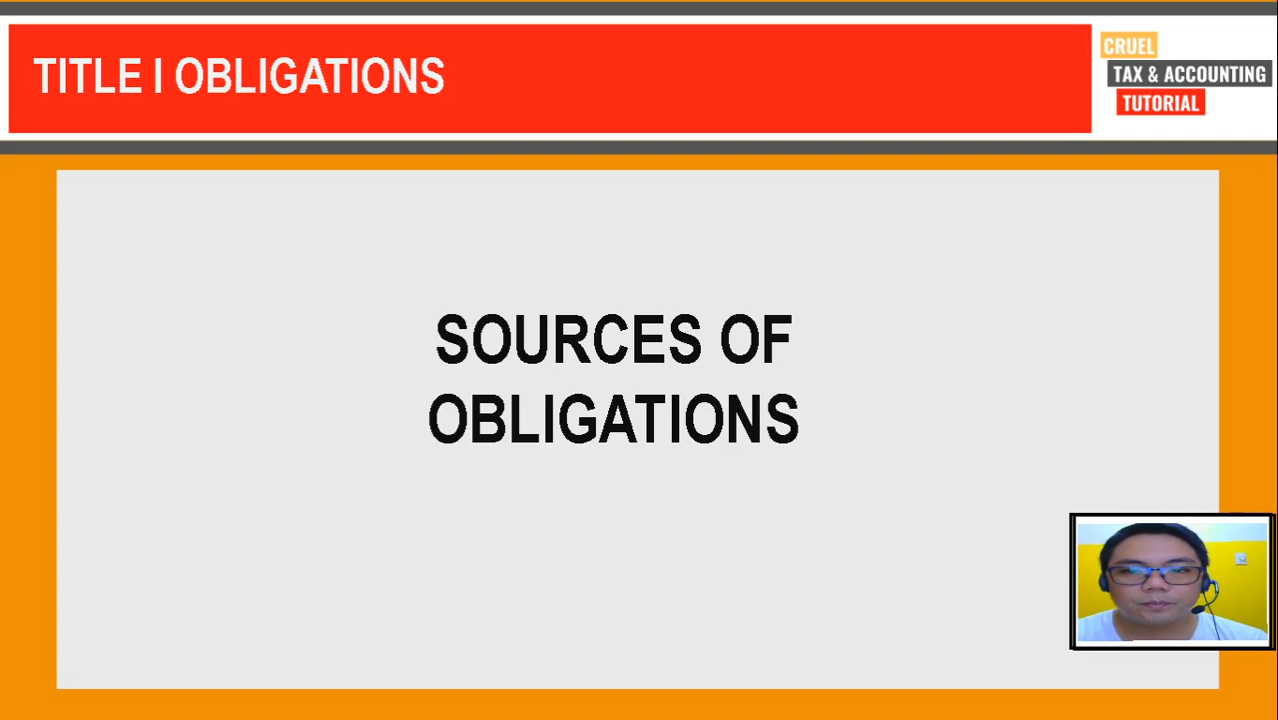 TITLE I OBLIGATIONS
CRUEL
TAX & ACCOUNTING
TUTORIAL
SOURCES OF
OBLIGATIONS